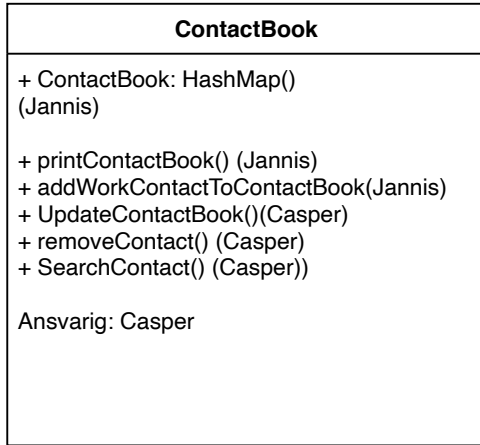 ContactBook
+ ContactBook: HashMap()
(Jannis)
+ printContactBook() (Jannis)
+ addWorkContactToContactBook(Jannis)
+ UpdateContactBook()(Casper)
+ removeContact() (Casper)
+ SearchContact() (Casper))
Ansvarig: Casper